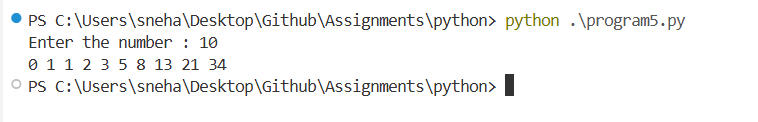 PS C:\Users\sneha\Desktop\Github\Assignments\python> python .\program5.py
Enter the number : 10
0 1 1 2 3 5 8 13 21 34
PS C:\Users\sneha\Desktop\Github\Assignments\python>